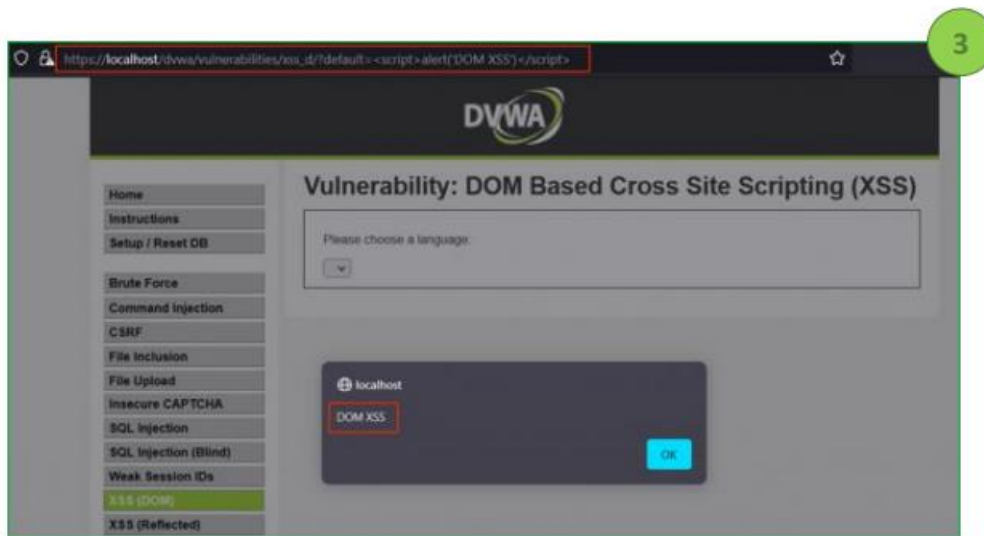 3
https://localhost/dvwa/vulnerabilities/xss_d/?default=<script>alert('DOM XSS')</script>
DVWA
Vulnerability: DOM Based Cross Site Scripting (XSS)
Home
Instructions
Setup / Reset DB
Please choose a language:
Brute Force
Command Injection
CSRF
File Inclusion
File Upload
Insecure CAPTCHA
SQL Injection
SQL Injection (Blind)
Weak Session IDs
XSS (DOM)
XSS (Reflected)
localhost
DOM XSS
OK